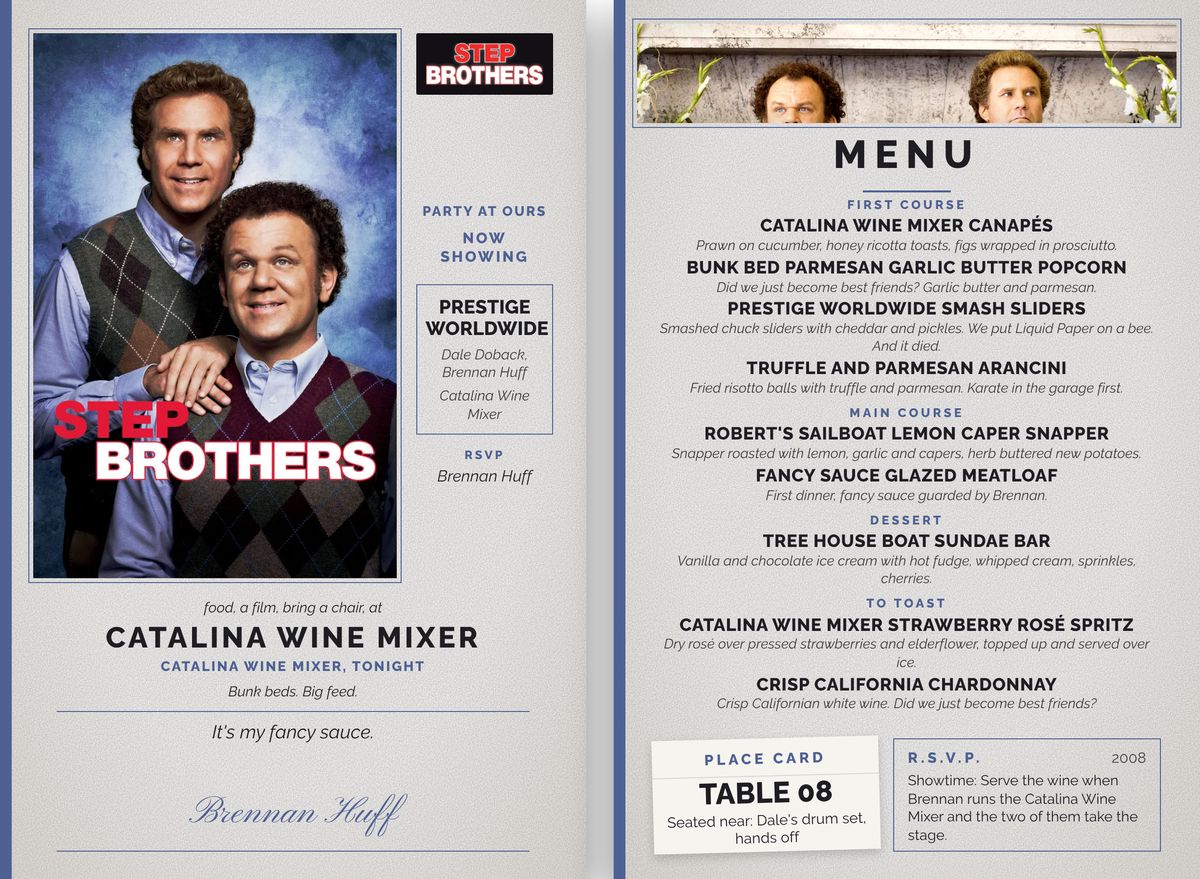 STEP
BROTHERS
PARTY AT OURS
NOW
SHOWING
PRESTIGE
WORLDWIDE
Dale Doback,
Brennan Huff
Catalina Wine
Mixer
RSVP
Brennan Huff
STEP
BROTHERS
food, a film, bring a chair, at
CATALINA WINE MIXER
CATALINA WINE MIXER, TONIGHT
Bunk beds. Big feed.
It's my fancy sauce.
Brennan Huff
MENU
FIRST COURSE
CATALINA WINE MIXER CANAPÉS
Prawn on cucumber, honey ricotta toasts, figs wrapped in prosciutto.
BUNK BED PARMESAN GARLIC BUTTER POPCORN
Did we just become best friends? Garlic butter and parmesan.
PRESTIGE WORLDWIDE SMASH SLIDERS
Smashed chuck sliders with cheddar and pickles. We put Liquid Paper on a bee.
And it died.
TRUFFLE AND PARMESAN ARANCINI
Fried risotto balls with truffle and parmesan. Karate in the garage first.
MAIN COURSE
ROBERT'S SAILBOAT LEMON CAPER SNAPPER
Snapper roasted with lemon, garlic and capers, herb buttered new potatoes.
FANCY SAUCE GLAZED MEATLOAF
First dinner, fancy sauce guarded by Brennan.
DESSERT
TREE HOUSE BOAT SUNDAE BAR
Vanilla and chocolate ice cream with hot fudge, whipped cream, sprinkles,
cherries.
TO TOAST
CATALINA WINE MIXER STRAWBERRY ROSÉ SPRITZ
Dry rosé over pressed strawberries and elderflower, topped up and served over
ice.
CRISP CALIFORNIA CHARDONNAY
Crisp Californian white wine. Did we just become best friends?
PLACE CARD
TABLE 08
Seated near: Dale's drum set,
hands off
R.S.V.P. 2008
Showtime: Serve the wine when
Brennan runs the Catalina Wine
Mixer and the two of them take the
stage.